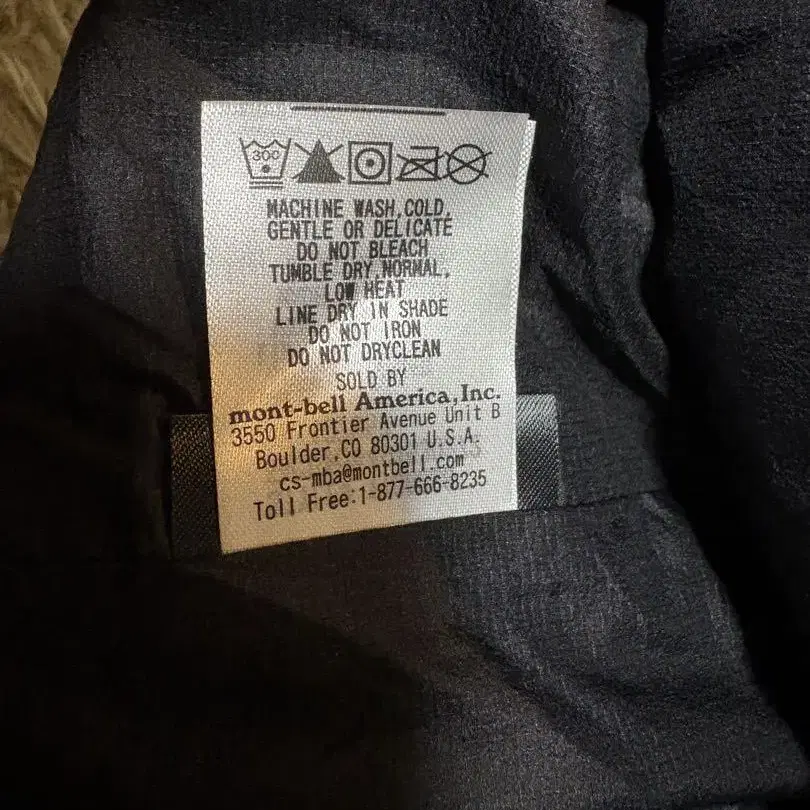 30C
MACHINE WASH,COLD,
GENTLE OR DELICATE
DO NOT BLEACH
TUMBLE DRY,NORMAL,
LOW HEAT
LINE DRY IN SHADE
DO NOT IRON
DO NOT DRYCLEAN
SOLD BY
mont-bell America,Inc.
3550 Frontier Avenue Unit B
Boulder,CO 80301 U.S.A.
cs-mba@montbell.com
Toll Free:1-877-666-8235